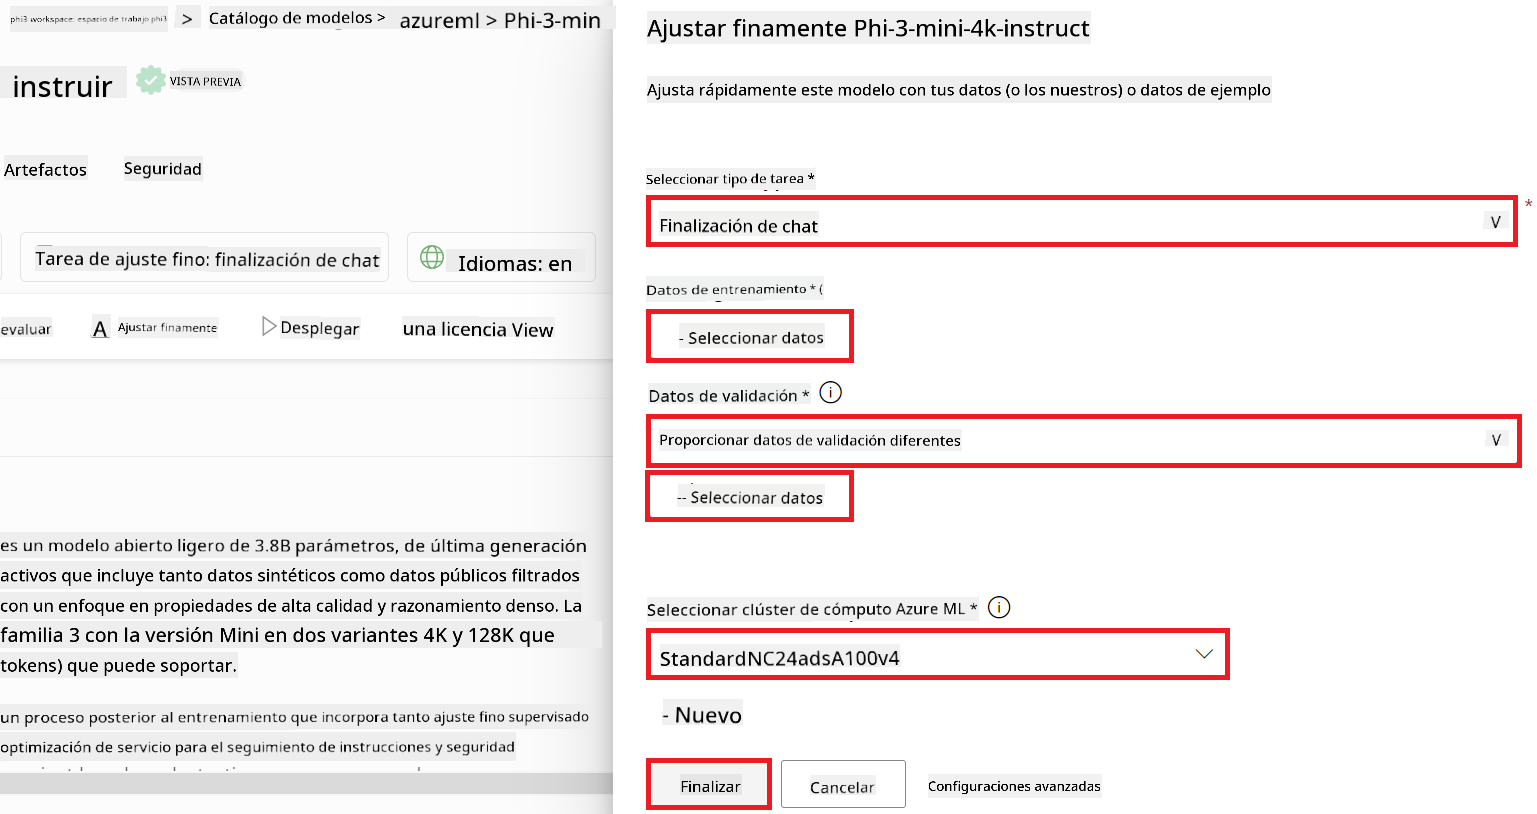 phi3 workspace: espacio de trabajo phi3 > Catálogo de modelos > azureml > Phi-3-min
instruir VISTA PREVIA
Artefactos Seguridad
Tarea de ajuste fino: finalización de chat Idiomas: en
evaluar A Ajustar finamente Desplegar una licencia View
es un modelo abierto ligero de 3.8B parámetros, de última generación
activos que incluye tanto datos sintéticos como datos públicos filtrados
con un enfoque en propiedades de alta calidad y razonamiento denso. La
familia 3 con la versión Mini en dos variantes 4K y 128K que
tokens) que puede soportar.
un proceso posterior al entrenamiento que incorpora tanto ajuste fino supervisado
optimización de servicio para el seguimiento de instrucciones y seguridad
Ajustar finamente Phi-3-mini-4k-instruct
Ajusta rápidamente este modelo con tus datos (o los nuestros) o datos de ejemplo
Seleccionar tipo de tarea *
Finalización de chat V *
Datos de entrenamiento * (
- Seleccionar datos
Datos de validación * i
Proporcionar datos de validación diferentes V
-- Seleccionar datos
Seleccionar clúster de cómputo Azure ML * i
StandardNC24adsA100v4
- Nuevo
Finalizar Cancelar Configuraciones avanzadas